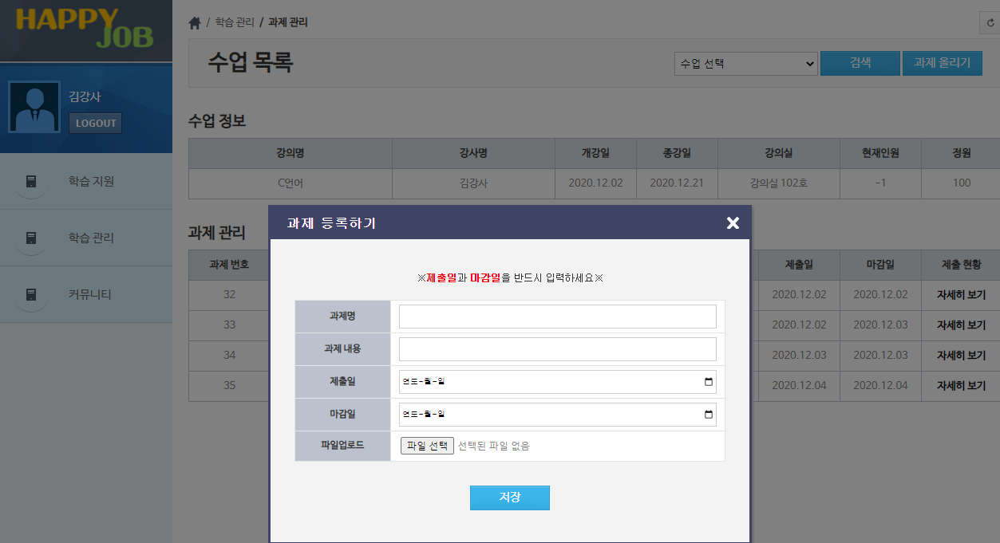 HAPPY
JOB
김강사
LOGOUT
학습 지원
학습 관리
커뮤니티
/ 학습 관리 / 과제 관리
수업 목록
수업 선택 검색 과제 올리기
수업 정보
강의명 강사명 개강일 종강일 강의실 현재인원 정원
C언어 김강사 2020.12.02 2020.12.21 강의실 102호 -1 100
과제 관리
과제 번호 제출일 마감일 제출 현황
32 2020.12.02 2020.12.02 자세히 보기
33 2020.12.02 2020.12.03 자세히 보기
34 2020.12.03 2020.12.03 자세히 보기
35 2020.12.04 2020.12.04 자세히 보기
과제 등록하기
※제출일과 마감일을 반드시 입력하세요※
과제명
과제 내용
제출일 연도-월-일
마감일 연도-월-일
파일업로드 파일 선택 선택된 파일 없음
저장